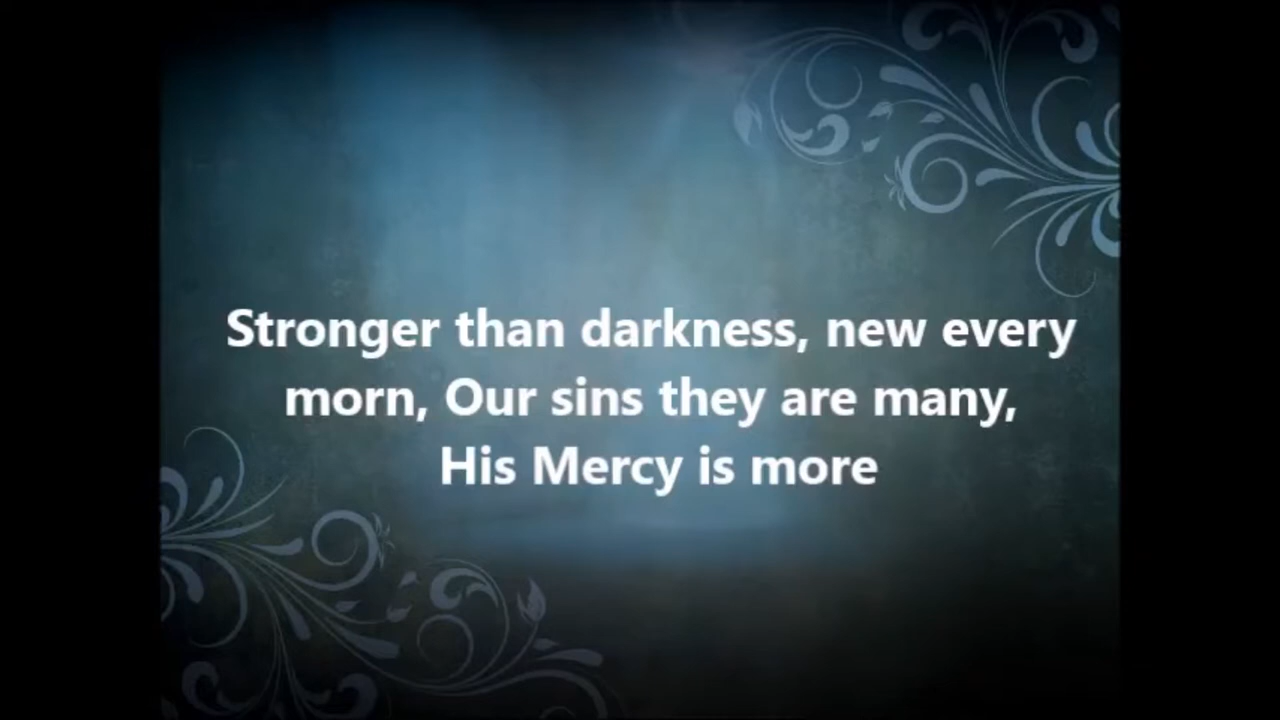 Stronger than darkness, new every
morn, Our sins they are many,
His Mercy is more